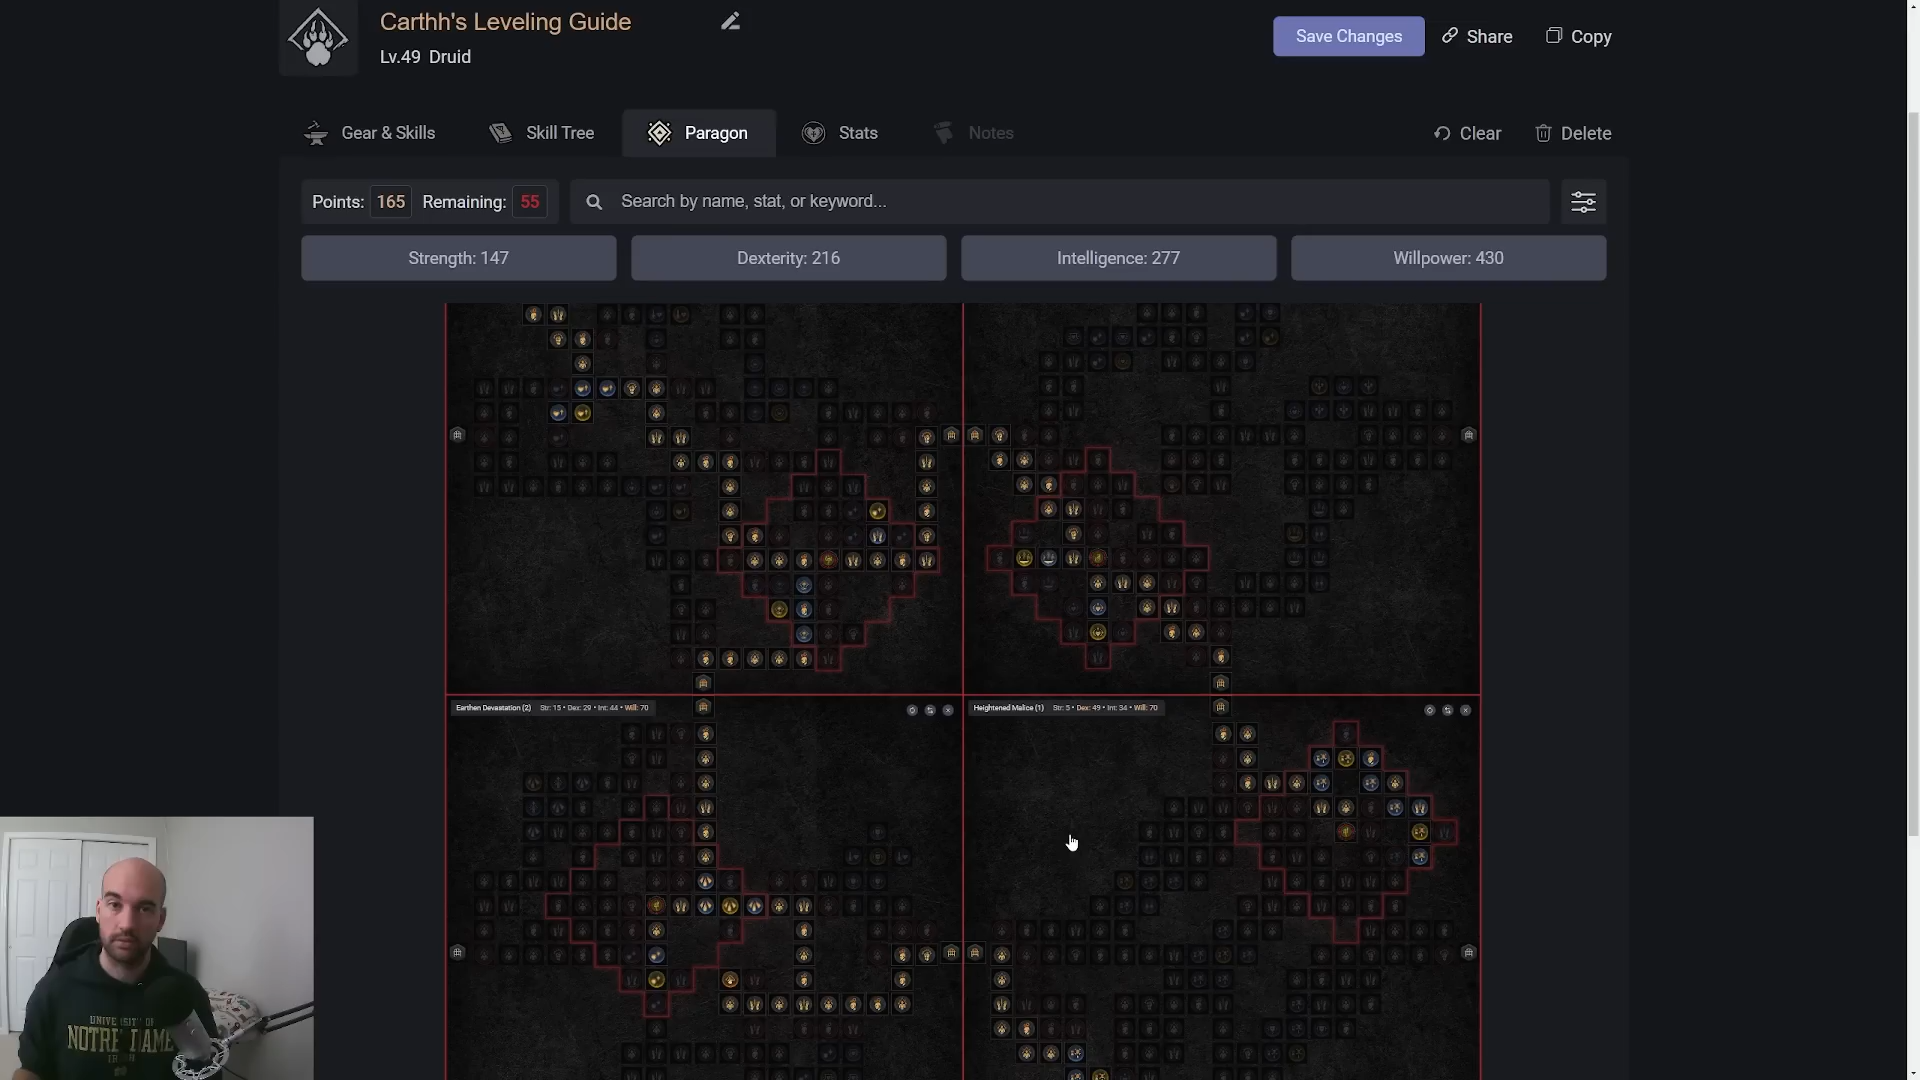 Carthh's Leveling Guide
Lv.49 Druid
Save Changes
Share
Copy
Gear & Skills
Skill Tree
Paragon
Stats
Notes
Clear
Delete
Points: 165 Remaining: 55
Search by name, stat, or keyword...
Strength: 147
Dexterity: 216
Intelligence: 277
Willpower: 430
Earthen Devastation (2) Str: 15 • Dex: 29 • Int: 44 • Will: 70
Heightened Malice (1) Str: 5 • Dex: 49 • Int: 34 • Will: 70
NOTRE DAME